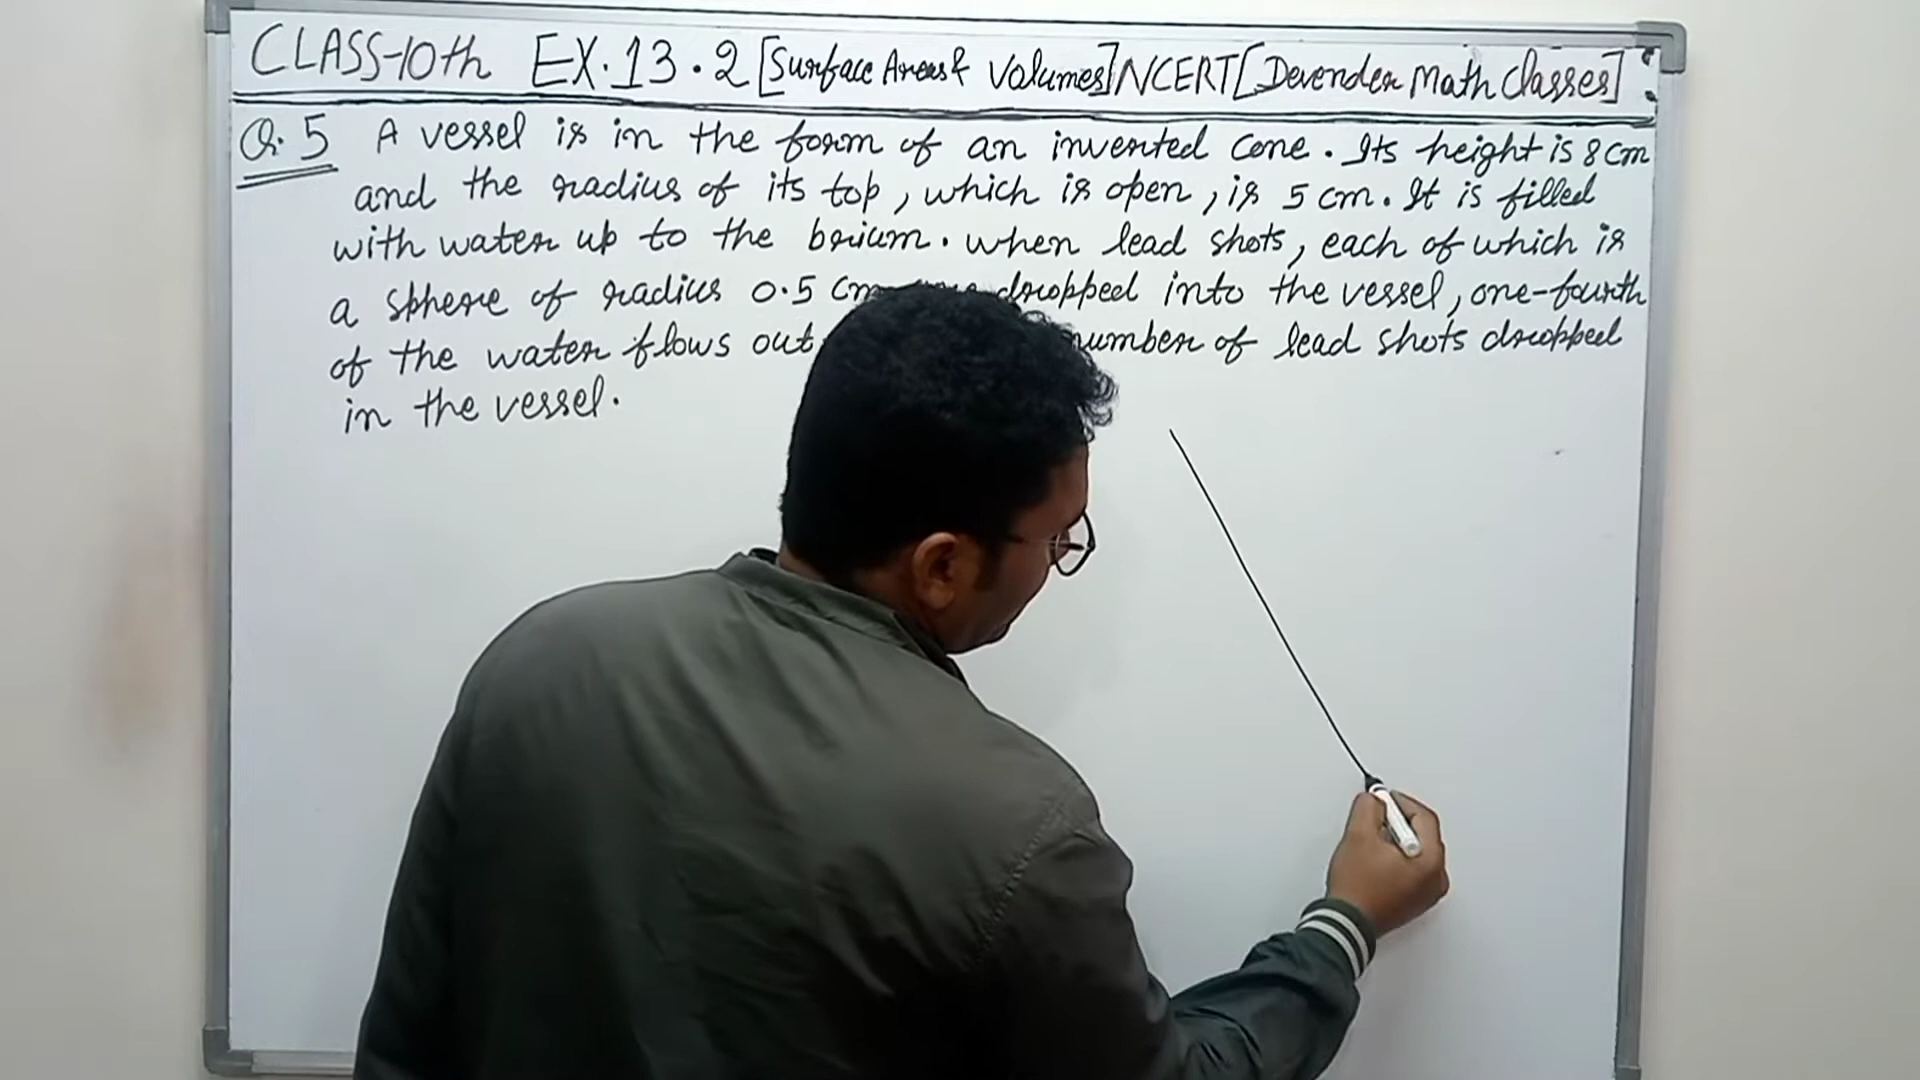 CLASS-10th EX.13.2 [Surface Areas & Volumes] NCERT [Devender Math Classes]
Q.5 A vessel is in the form of an inverted cone. Its height is 8 cm
and the radius of its top, which is open, is 5 cm. It is filled
with water up to the brium. when lead shots, each of which is
a sphere of radius 0.5 cm dropped into the vessel, one-fourth
of the water flows out number of lead shots dropped
in the vessel.